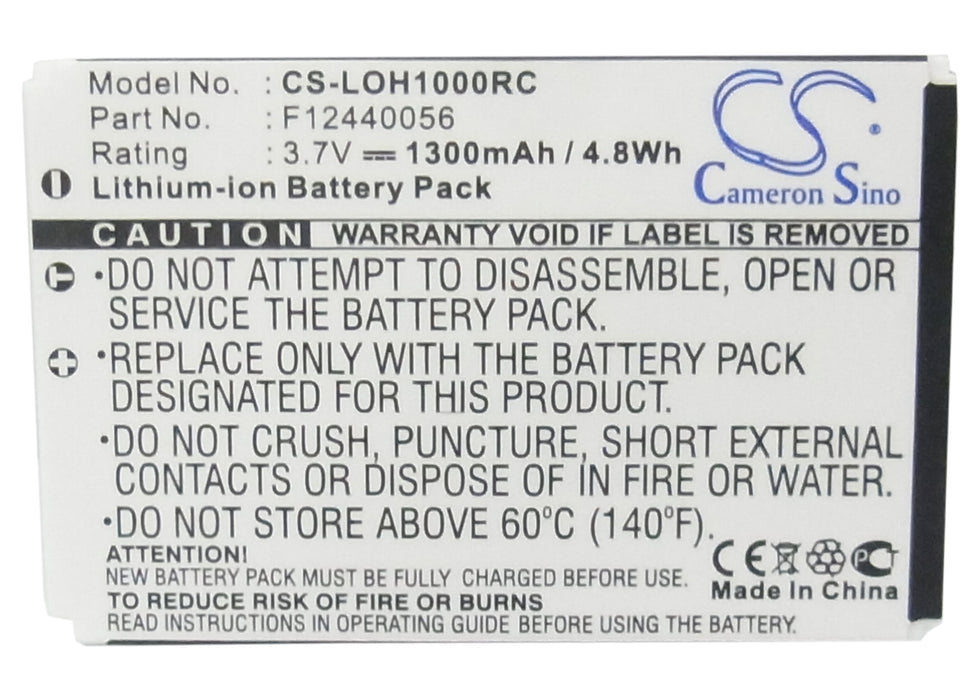 Model No. : CS-LOH1000RC
Part No. : F12440056
Rating : 3.7V ⎓ 1300mAh / 4.8Wh
Lithium-ion Battery Pack
CS®
Cameron Sino
CAUTION WARRANTY VOID IF LABEL IS REMOVED
•DO NOT ATTEMPT TO DISASSEMBLE, OPEN OR
SERVICE THE BATTERY PACK.
•REPLACE ONLY WITH THE BATTERY PACK
DESIGNATED FOR THIS PRODUCT.
•DO NOT CRUSH, PUNCTURE, SHORT EXTERNAL
CONTACTS OR DISPOSE OF IN FIRE OR WATER.
•DO NOT STORE ABOVE 60°C (140°F).
ATTENTION!
NEW BATTERY PACK MUST BE FULLY CHARGED BEFORE USE.
TO REDUCE RISK OF FIRE OR BURNS
READ INSTRUCTIONS IN OPERATING GUIDE BEFORE USING THE BATTERY.
CE PCT
Made In China